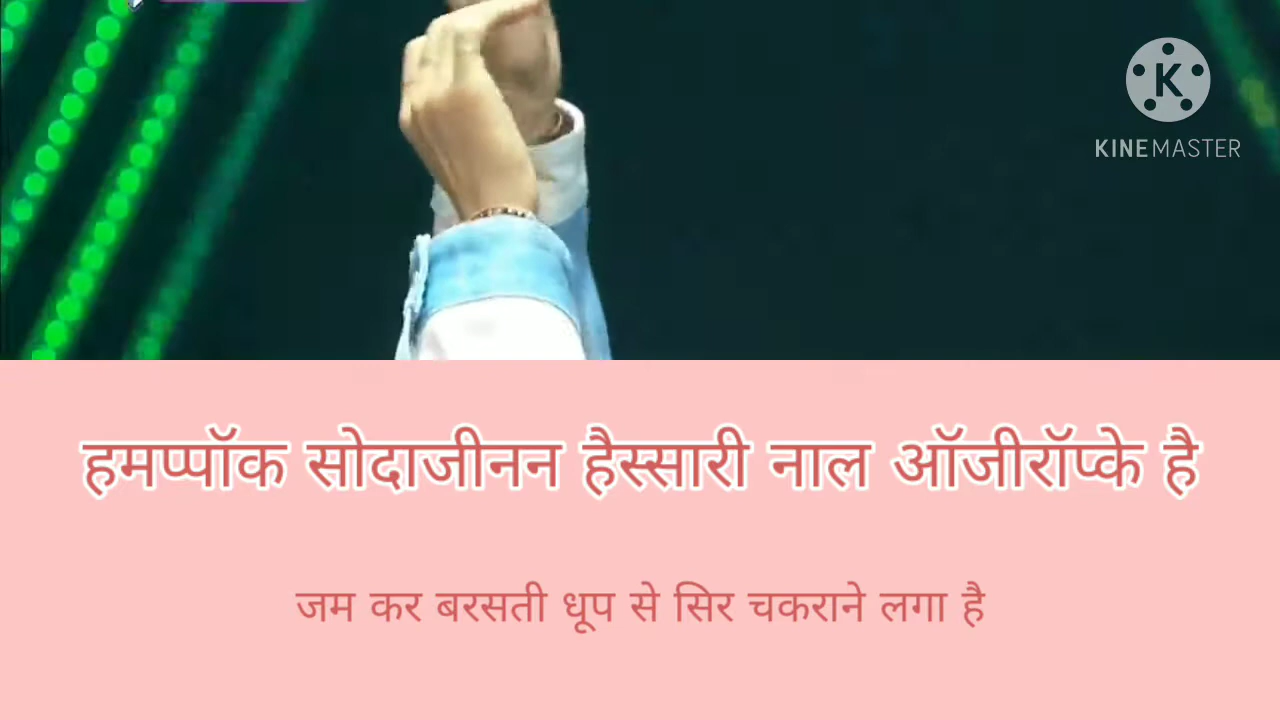 K
KINEMASTER
हमप्पॉक सोदाजीनन हैस्सारी नाल ऑजीरॉप्के है
जम कर बरसती धूप से सिर चकराने लगा है